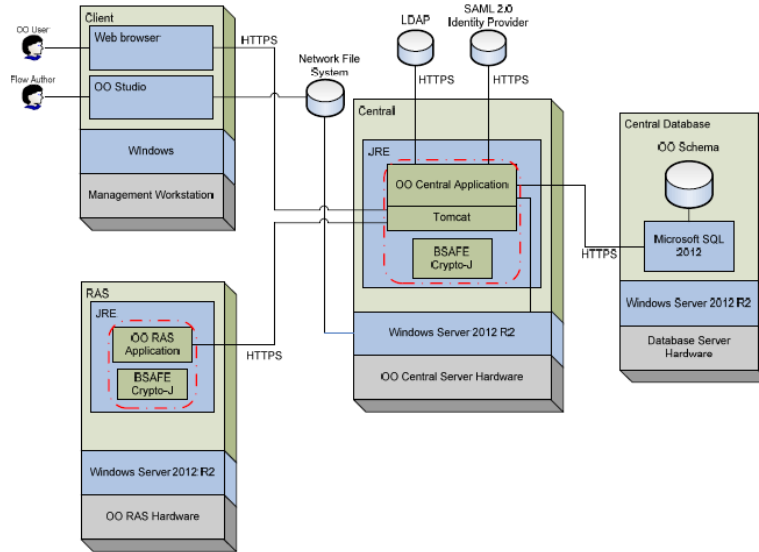 Client
OO User
Web browser
HTTPS
Flow Author
OO Studio
Windows
Management Workstation
Network File
System
LDAP
SAML 2.0
Identity Provider
HTTPS
HTTPS
Central
JRE
OO Central Application
Tomcat
BSAFE
Crypto-J
Windows Server 2012 R2
OO Central Server Hardware
HTTPS
Central Database
OO Schema
Microsoft SQL
2012
Windows Server 2012 R2
Database Server
Hardware
RAS
JRE
OO RAS
Application
BSAFE
Crypto-J
HTTPS
Windows Server 2012 R2
OO RAS Hardware